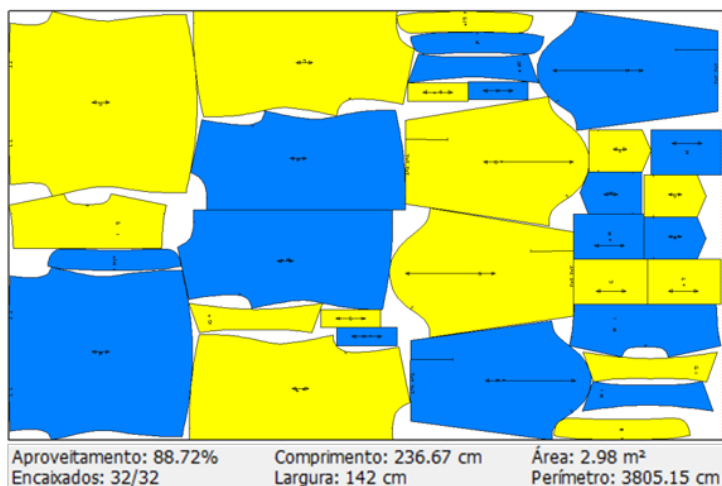 Aproveitamento: 88.72% Comprimento: 236.67 cm Área: 2.98 m²
Encaixados: 32/32 Largura: 142 cm Perímetro: 3805.15 cm